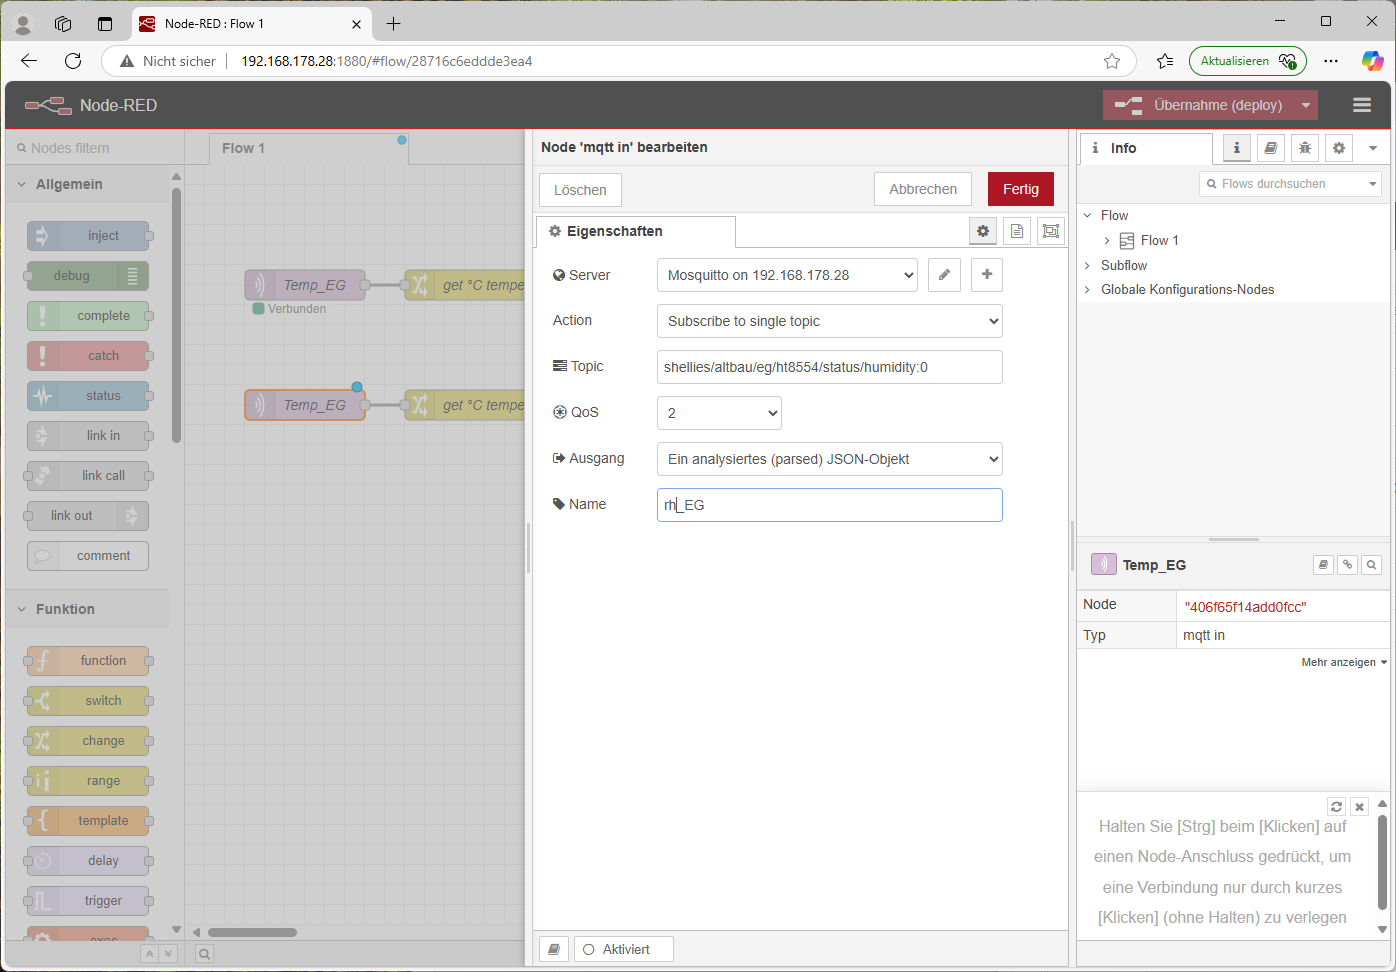 Node-RED : Flow 1
Nicht sicher
192.168.178.28:1880/#flow/28716c6eddde3ea4
Aktualisieren
Node-RED
Übernahme (deploy)
Nodes filtern
Allgemein
inject
debug
complete
catch
status
link in
link call
link out
comment
Funktion
function
switch
change
range
template
delay
trigger
Flow 1
Temp_EG
get °C tempe
Verbunden
Temp_EG
get °C tempe
Node 'mqtt in' bearbeiten
Löschen
Abbrechen
Fertig
Eigenschaften
Server
Mosquitto on 192.168.178.28
Action
Subscribe to single topic
Topic
shellies/altbau/eg/ht8554/status/humidity:0
QoS
2
Ausgang
Ein analysiertes (parsed) JSON-Objekt
Name
rh_EG
Aktiviert
Info
Flows durchsuchen
Flow
Flow 1
Subflow
Globale Konfigurations-Nodes
Temp_EG
Node
"406f65f14add0fcc"
Typ
mqtt in
Mehr anzeigen
Halten Sie [Strg] beim [Klicken] auf
einen Node-Anschluss gedrückt, um
eine Verbindung nur durch kurzes
[Klicken] (ohne Halten) zu verlegen